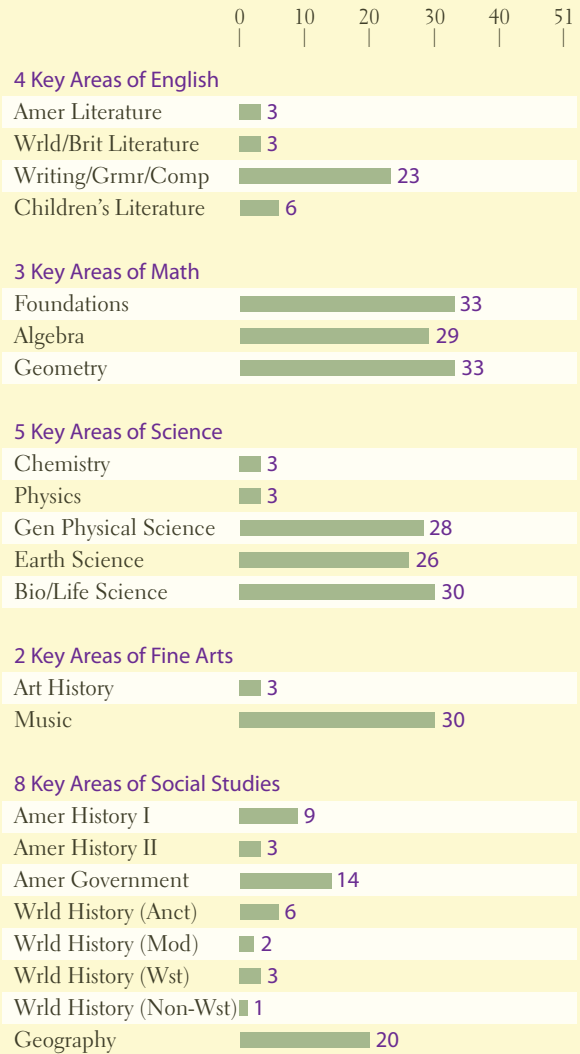 0 10 20 30 40 51
4 Key Areas of English
Amer Literature 3
Wrld/Brit Literature 3
Writing/Grmr/Comp 23
Children's Literature 6
3 Key Areas of Math
Foundations 33
Algebra 29
Geometry 33
5 Key Areas of Science
Chemistry 3
Physics 3
Gen Physical Science 28
Earth Science 26
Bio/Life Science 30
2 Key Areas of Fine Arts
Art History 3
Music 30
8 Key Areas of Social Studies
Amer History I 9
Amer History II 3
Amer Government 14
Wrld History (Anct) 6
Wrld History (Mod) 2
Wrld History (Wst) 3
Wrld History (Non-Wst) 1
Geography 20